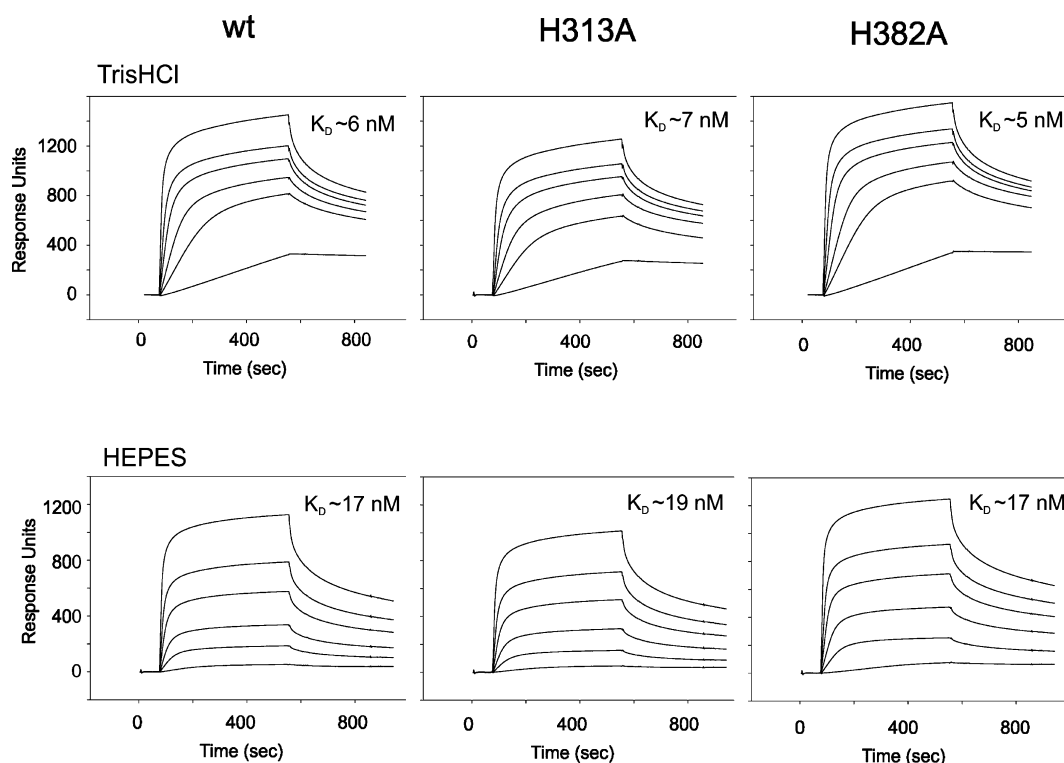 wt H313A H382A
TrisHCl
K_D ~6 nM K_D ~7 nM K_D ~5 nM
Response Units
1200
800
400
0
0 400 800 0 400 800 0 400 800
Time (sec) Time (sec) Time (sec)
HEPES
K_D ~17 nM K_D ~19 nM K_D ~17 nM
Response Units
1200
800
400
0
0 400 800 0 400 800 0 400 800
Time (sec) Time (sec) Time (sec)